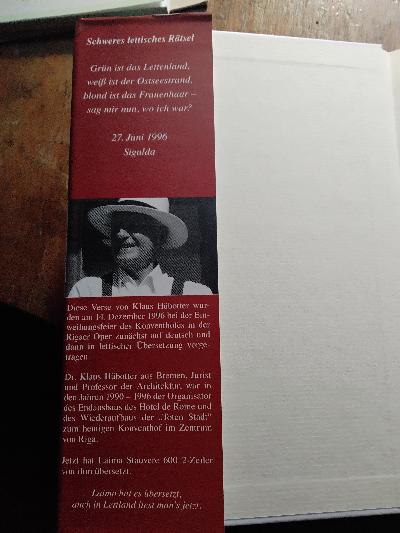 Schweres lettisches Rätsel
Grün ist das Lettenland,
weiß ist der Ostseestrand,
blond ist das Frauenhaar –
sag mir nun, wo ich war?
27. Juni 1996
Sigulda
Diese Verse von Klaus Hübotter wur-
den am 14. Dezember 1996 bei der Ein-
weihungsfeier des Konventhofes in der
Rigaer Oper zunächst auf deutsch und
dann in lettischer Übersetzung vorge-
tragen.
Dr. Klaus Hübotter aus Bremen, Jurist
und Professor der Architektur, war in
den Jahren 1990 – 1996 der Organisator
des Endausbaus des Hotel de Rome und
des Wiederaufbaus der „Toten Stadt“
zum heutigen Konventhof im Zentrum
von Riga.
Jetzt hat Laima Stauvere 600 2-Zeiler
von ihm übersetzt.
Laima hat es übersetzt,
auch in Lettland liest man's jetzt.